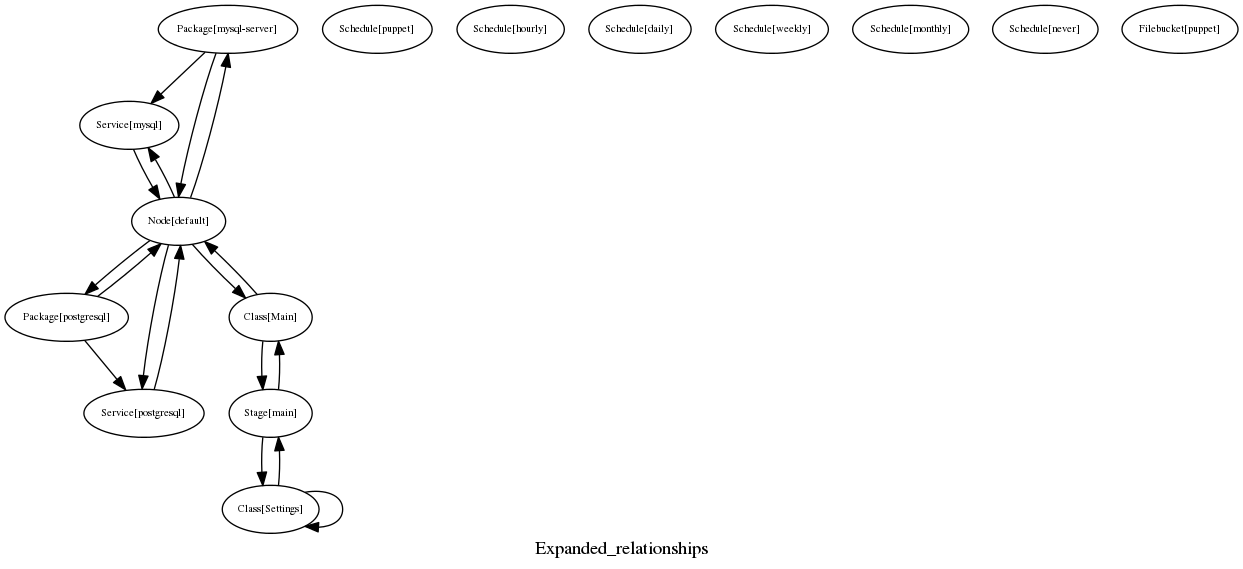 Package[mysql-server]
Schedule[puppet]
Schedule[hourly]
Schedule[daily]
Schedule[weekly]
Schedule[monthly]
Schedule[never]
Filebucket[puppet]
Service[mysql]
Node[default]
Package[postgresql]
Class[Main]
Service[postgresql]
Stage[main]
Class[Settings]
Expanded_relationships